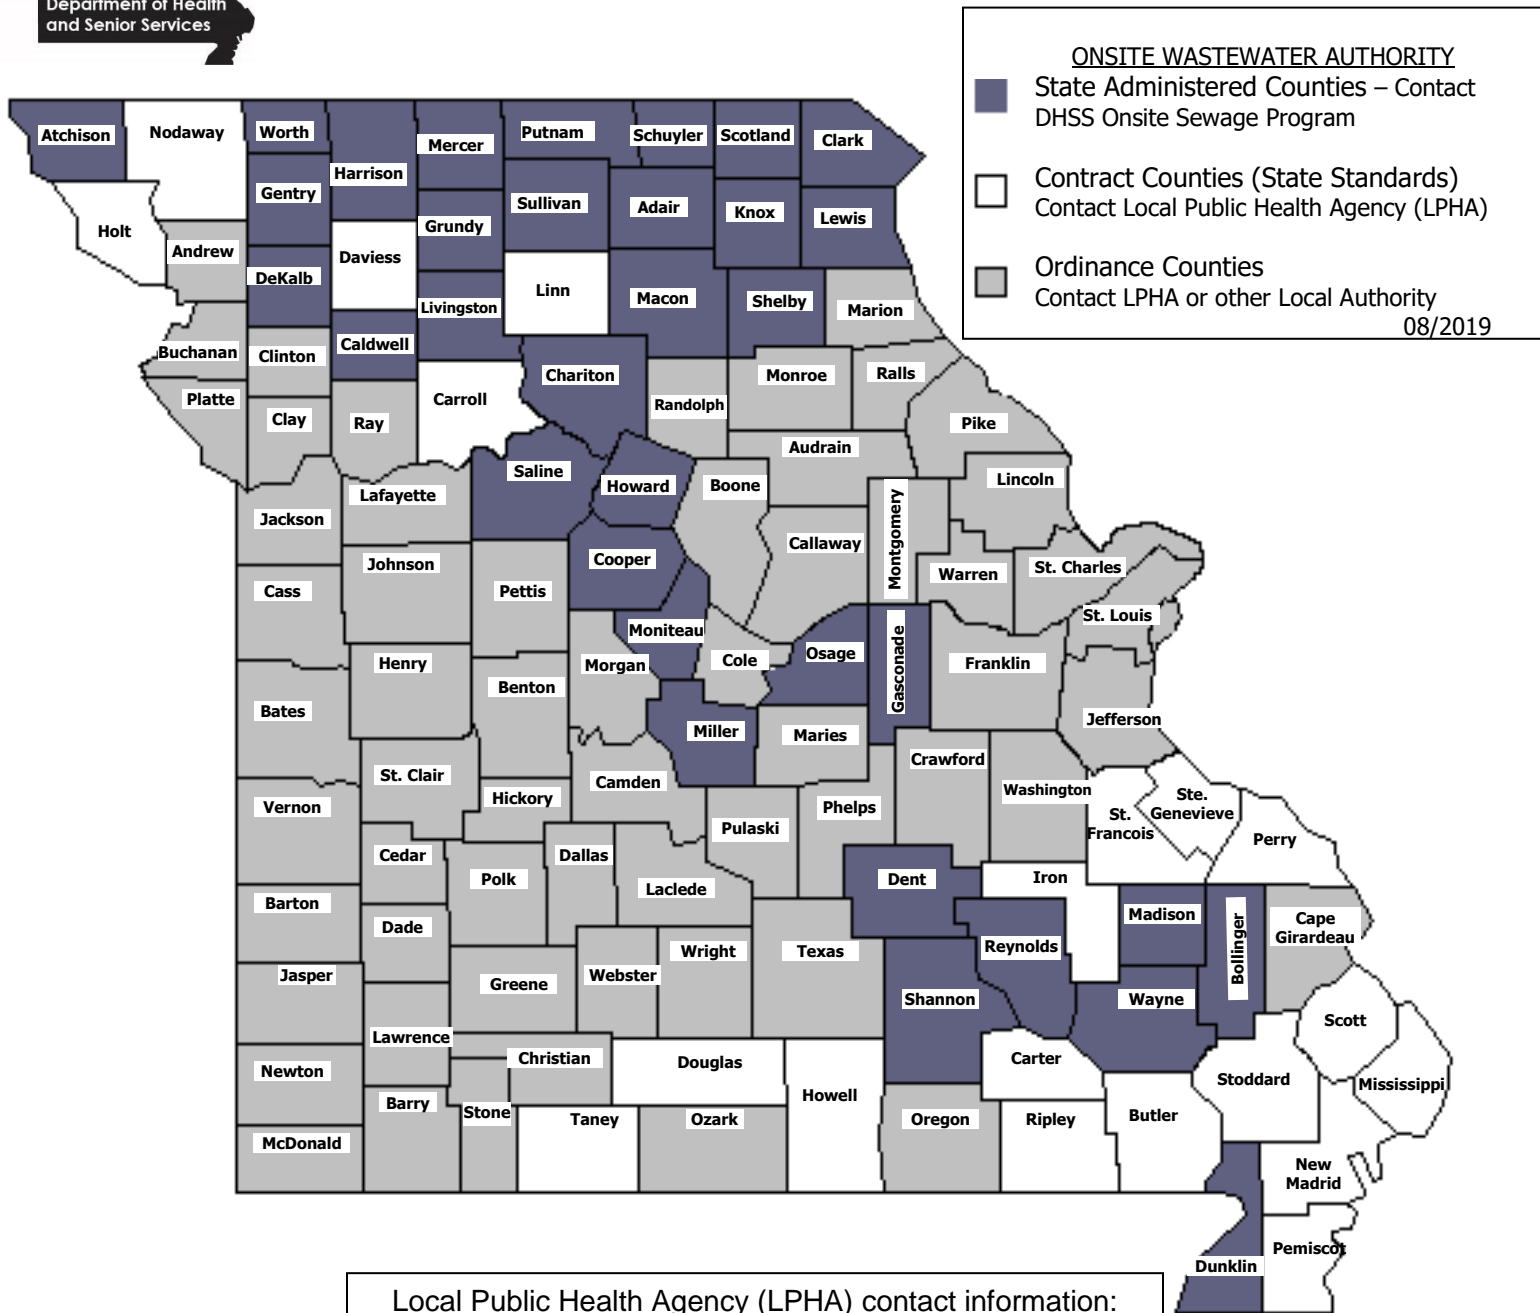 Department of Health
and Senior Services
ONSITE WASTEWATER AUTHORITY
State Administered Counties – Contact
DHSS Onsite Sewage Program
Contract Counties (State Standards)
Contact Local Public Health Agency (LPHA)
Ordinance Counties
Contact LPHA or other Local Authority
08/2019
Atchison
Nodaway
Worth
Mercer
Putnam
Schuyler
Scotland
Clark
Harrison
Gentry
Sullivan
Adair
Knox
Lewis
Holt
Andrew
Grundy
Daviess
DeKalb
Linn
Livingston
Macon
Shelby
Marion
Buchanan
Clinton
Caldwell
Chariton
Monroe
Ralls
Platte
Clay
Ray
Carroll
Randolph
Pike
Audrain
Saline
Howard
Boone
Lincoln
Lafayette
Jackson
Montgomery
Callaway
Johnson
Cooper
Warren
St. Charles
Cass
Pettis
St. Louis
Moniteau
Henry
Morgan
Cole
Osage
Gasconade
Franklin
Benton
Bates
Miller
Maries
Jefferson
St. Clair
Camden
Crawford
Washington
Hickory
Vernon
Pulaski
Phelps
St.
Francois
Ste.
Genevieve
Perry
Cedar
Dallas
Polk
Laclede
Dent
Iron
Barton
Dade
Madison
Bollinger
Cape
Girardeau
Jasper
Greene
Webster
Wright
Texas
Reynolds
Shannon
Wayne
Scott
Lawrence
Christian
Douglas
Carter
Newton
Stoddard
Mississippi
Barry
Stone
Howell
Taney
Ozark
Oregon
Ripley
Butler
McDonald
New
Madrid
Pemiscot
Dunklin
Local Public Health Agency (LPHA) contact information: